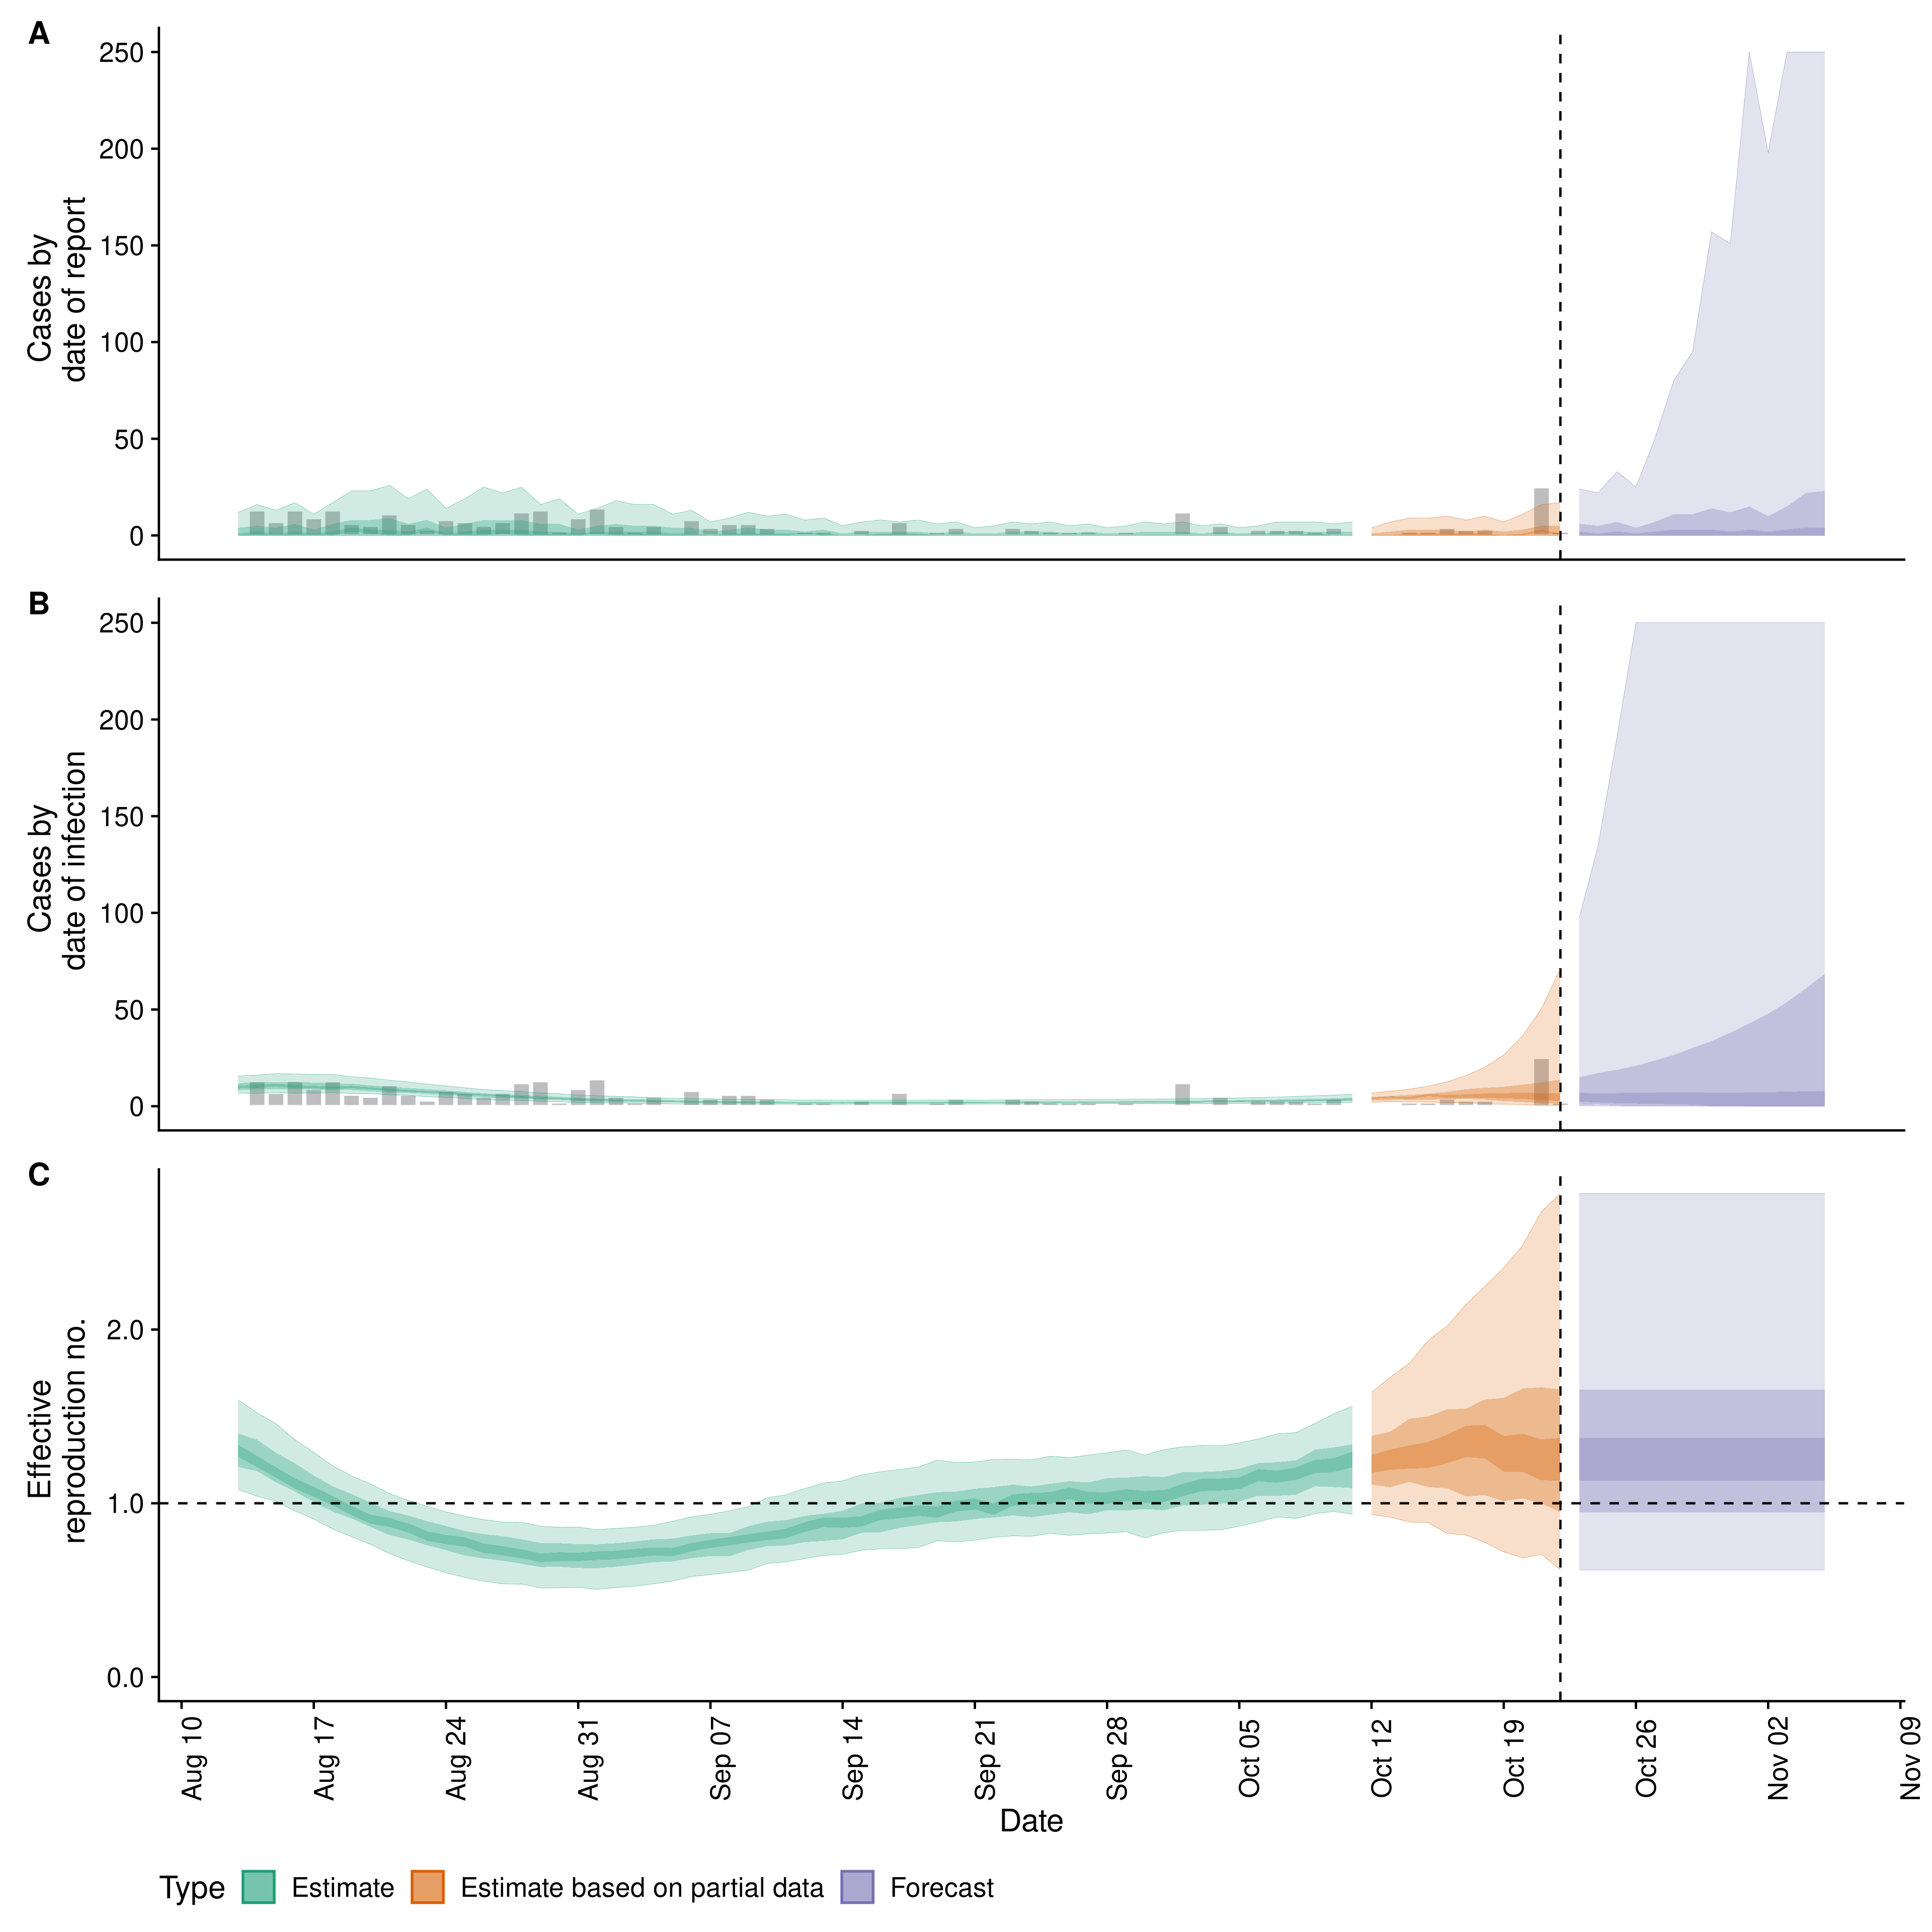 A
250
200
150
100
50
0
Cases by
date of report
B
250
200
150
100
50
0
Cases by
date of infection
C
2.0
1.0
0.0
Effective
reproduction no.
Aug 10
Aug 17
Aug 24
Aug 31
Sep 07
Sep 14
Sep 21
Sep 28
Oct 05
Oct 12
Oct 19
Oct 26
Nov 02
Nov 09
Date
Type Estimate Estimate based on partial data Forecast